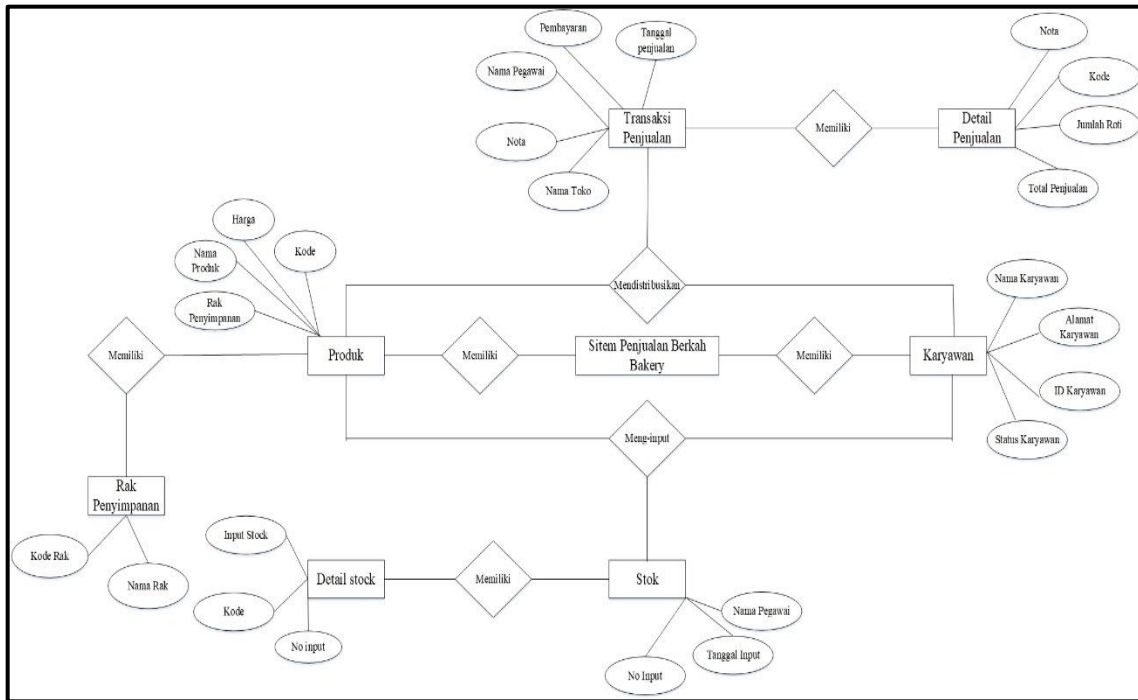 Pembayaran
Tanggal
penjualan
Nota
Nama Pegawai
Kode
Transaksi
Penjualan
Memiliki
Detail
Penjualan
Jumlah Roti
Nota
Nama Toko
Total Penjualan
Harga
Kode
Nama
Produk
Rak
Penyimpanan
Mendistribusikan
Nama Karyawan
Alamat
Karyawan
Memiliki
Produk
Memiliki
Sitem Penjualan Berkah
Bakery
Memiliki
Karyawan
ID Karyawan
Meng-input
Status Karyawan
Rak
Penyimpanan
Kode Rak
Nama Rak
Input Stock
Detail stock
Memiliki
Stok
Kode
No input
Nama Pegawai
Tanggal Input
No Input